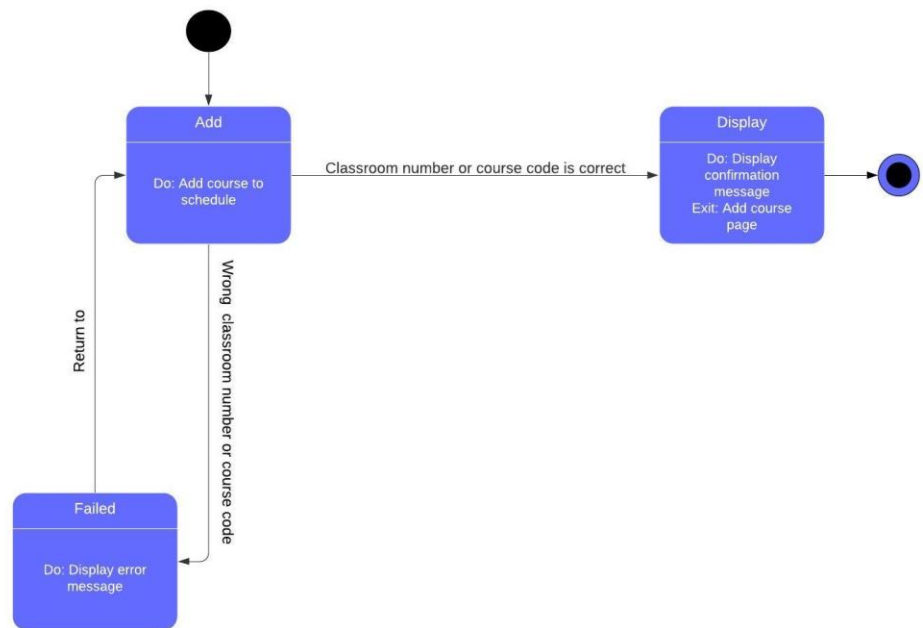 Add
Do: Add course to
schedule
Classroom number or course code is correct
Display
Do: Display
confirmation
message
Exit: Add course
page
Wrong classroom number or course code
Return to
Failed
Do: Display error
message